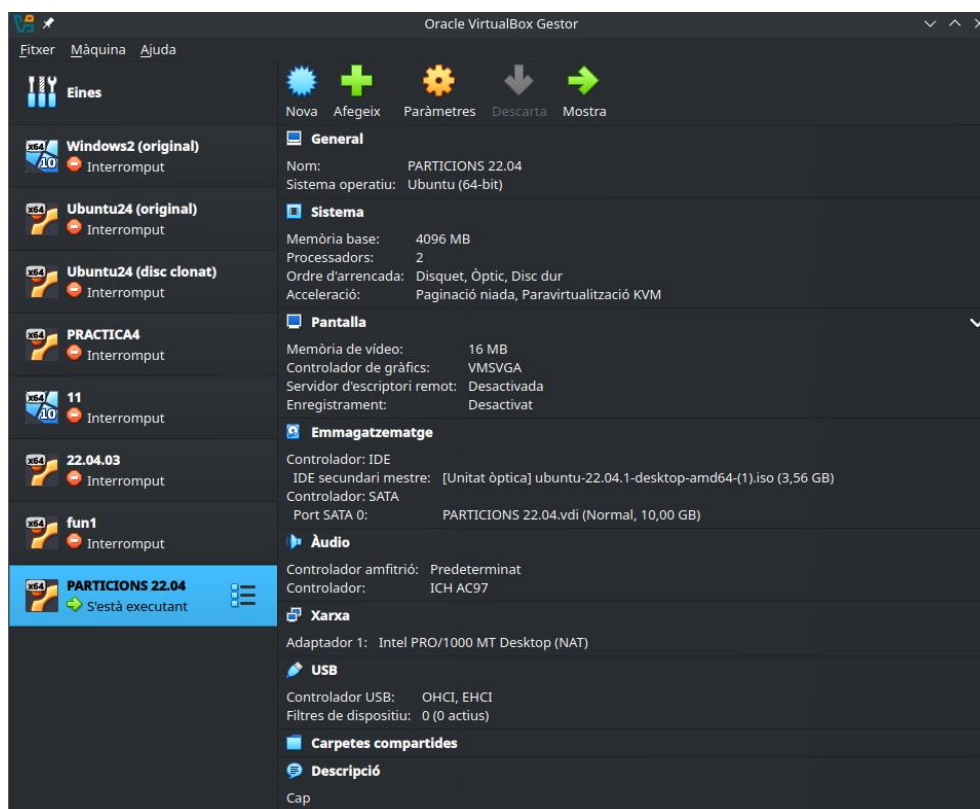 Oracle VirtualBox Gestor
Fitxer Màquina Ajuda
Eines
Windows2 (original)
Interromput
Ubuntu24 (original)
Interromput
Ubuntu24 (disc clonat)
Interromput
PRACTICA4
Interromput
11
Interromput
22.04.03
Interromput
fun1
Interromput
PARTICIONS 22.04
S'està executant
Nova Afegeix Paràmetres Descarta Mostra
General
Nom: PARTICIONS 22.04
Sistema operatiu: Ubuntu (64-bit)
Sistema
Memòria base: 4096 MB
Processadors: 2
Ordre d'arrencada: Disquet, Òptic, Disc dur
Acceleració: Paginació niada, Paravirtualització KVM
Pantalla
Memòria de vídeo: 16 MB
Controlador de gràfics: VMSVGA
Servidor d'escriptori remot: Desactivada
Enregistrament: Desactivat
Emmagatzematge
Controlador: IDE
IDE secundari mestre: [Unitat òptica] ubuntu-22.04.1-desktop-amd64-(1).iso (3,56 GB)
Controlador: SATA
Port SATA 0: PARTICIONS 22.04.vdi (Normal, 10,00 GB)
Àudio
Controlador amfitrió: Predeterminat
Controlador: ICH AC97
Xarxa
Adaptador 1: Intel PRO/1000 MT Desktop (NAT)
USB
Controlador USB: OHCI, EHCI
Filtres de dispositiu: 0 (0 actius)
Carpetes compartides
Descripció
Cap